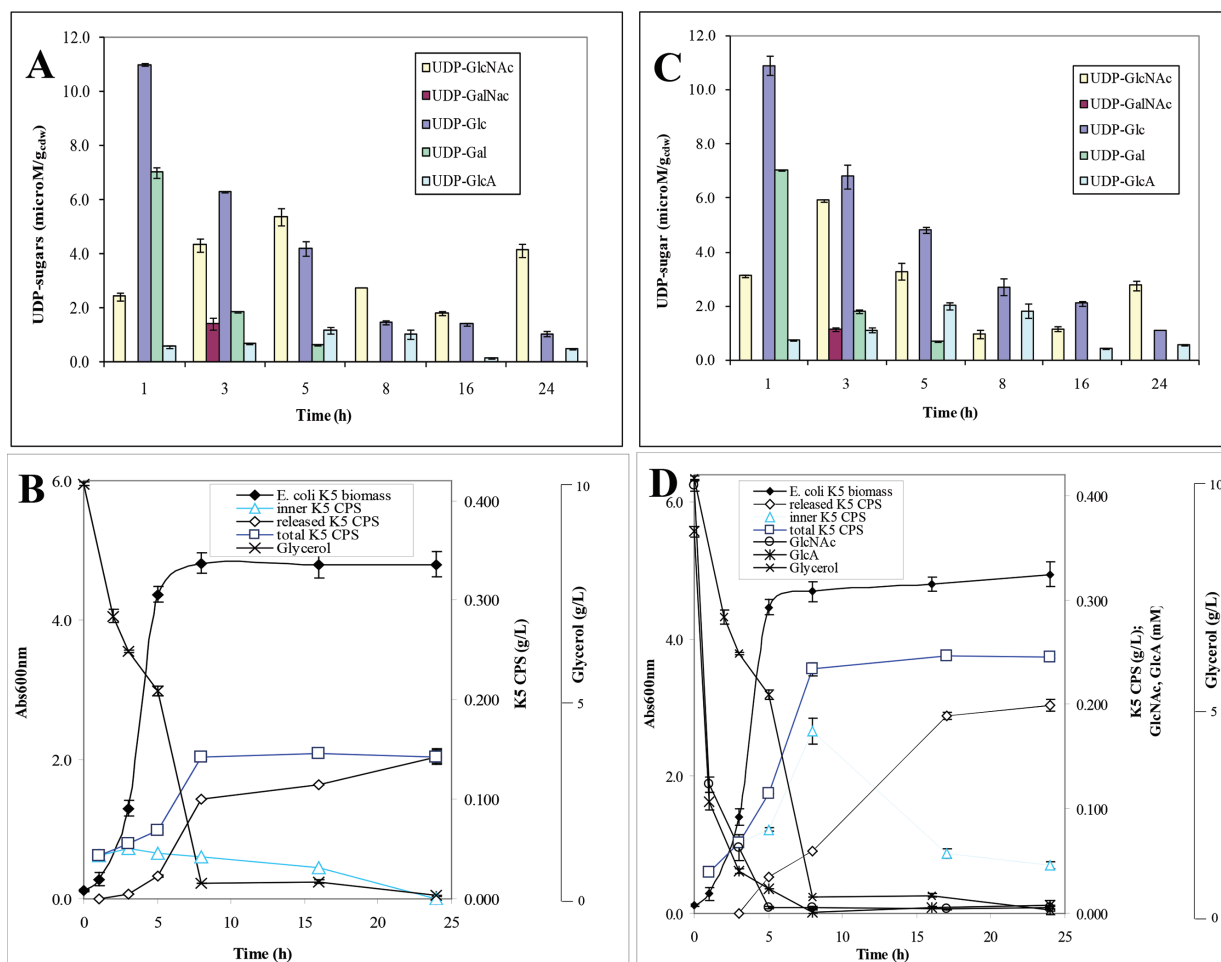 A
12.0
10.0
8.0
6.0
4.0
2.0
0.0
UDP-sugars (microM/gcdw)
UDP-GlcNAc
UDP-GalNac
UDP-Glc
UDP-Gal
UDP-GlcA
1 3 5 8 16 24
Time (h)
C
12.0
10.0
8.0
6.0
4.0
2.0
0.0
UDP-sugar (microM/gcdw)
UDP-GlcNAc
UDP-GalNAc
UDP-Glc
UDP-Gal
UDP-GlcA
1 3 5 8 16 24
Time (h)
B
6.0
4.0
2.0
0.0
Abs600nm
E. coli K5 biomass
inner K5 CPS
released K5 CPS
total K5 CPS
Glycerol
0.400
0.300
0.200
0.100
0.000
K5 CPS (g/L)
10
5
0
Glycerol (g/L)
0 5 10 15 20 25
Time (h)
D
6.0
4.0
2.0
0.0
Abs600nm
E. coli K5 biomass
released K5 CPS
inner K5 CPS
total K5 CPS
GlcNAc
GlcA
Glycerol
0.400
0.300
0.200
0.100
0.000
K5 CPS (g/L);
GlcNAc, GlcA (mM)
10
5
0
Glycerol (g/L)
0 5 10 15 20 25
Time (h)